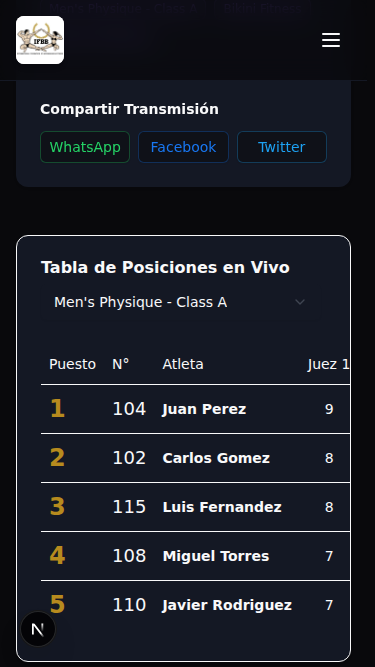 IFBB
Compartir Transmisión
WhatsApp Facebook Twitter
Tabla de Posiciones en Vivo
Men's Physique - Class A
Puesto N° Atleta Juez 1
1 104 Juan Perez 9
2 102 Carlos Gomez 8
3 115 Luis Fernandez 8
4 108 Miguel Torres 7
5 110 Javier Rodriguez 7
N